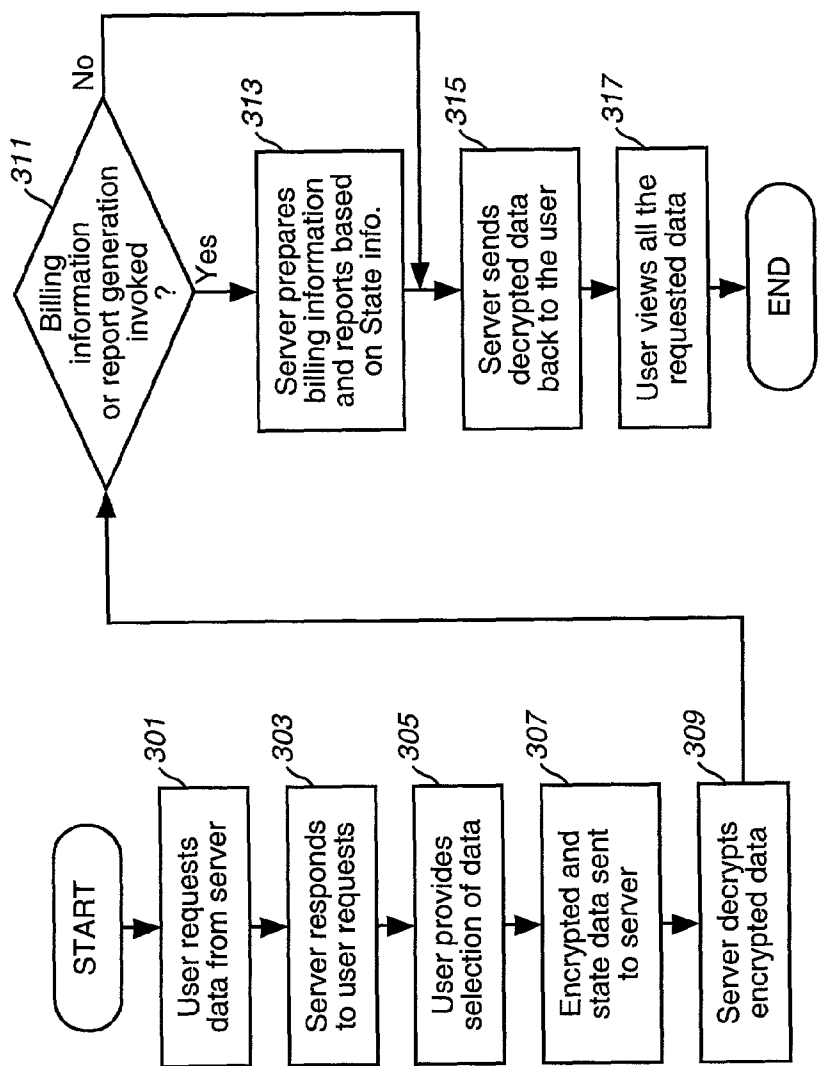 START
301
User requests
data from server
303
Server responds
to user requests
305
User provides
selection of data
307
Encrypted and
state data sent
to server
309
Server decrypts
encrypted data
311
Billing
information
or report generation
invoked
?
No
Yes
313
Server prepares
billing information
and reports based
on State info.
315
Server sends
decrypted data
back to the user
317
User views all the
requested data
END